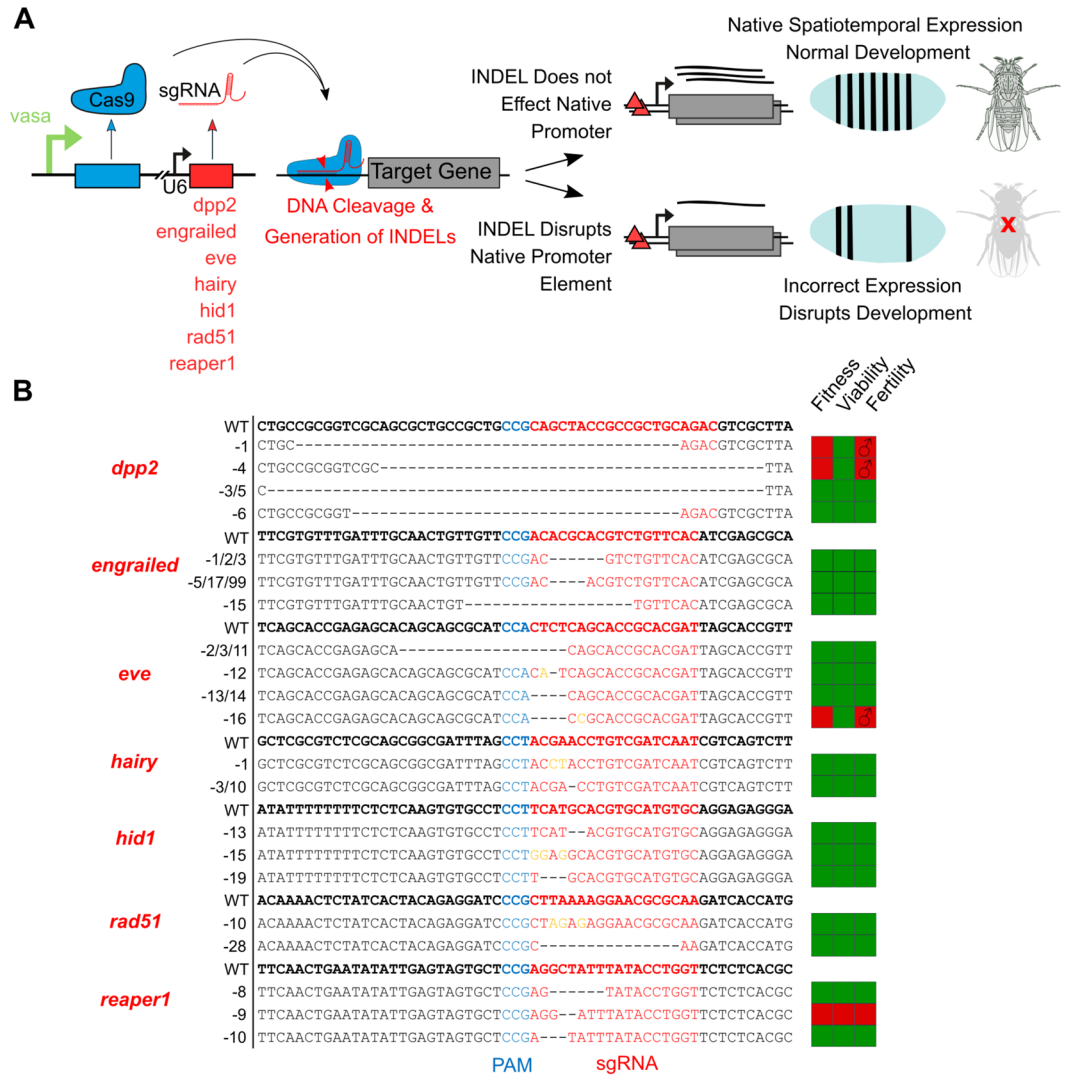 A
Native Spatiotemporal Expression
Normal Development
vasa
Cas9
sgRNA
U6
dpp2
engrailed
eve
hairy
hid1
rad51
reaper1
Target Gene
DNA Cleavage &
Generation of INDELs
INDEL Does not
Effect Native
Promoter
INDEL Disrupts
Native Promoter
Element
X
Incorrect Expression
Disrupts Development
B
Fitness
Viability
Fertility
dpp2
WT CTGCCGCGGTCGCAGCGCTGCCGCTGCCGCAGCTACCGCCGCTGCAGACGTCGCTTA
-1 CTGC-----------------------------------------AGACGTCGCTTA ♂
-4 CTGCCGCGGTCGC-----------------------------------------TTA ♂
-3/5 C-----------------------------------------------------TTA
-6 CTGCCGCGGT-----------------------------------AGACGTCGCTTA
engrailed
WT TTCGTGTTTGATTTGCAACTGTTGTTCCGACACGCACGTCTGTTCACATCGAGCGCA
-1/2/3 TTCGTGTTTGATTTGCAACTGTTGTTCCGAC------GTCTGTTCACATCGAGCGCA
-5/17/99 TTCGTGTTTGATTTGCAACTGTTGTTCCGAC----ACGTCTGTTCACATCGAGCGCA
-15 TTCGTGTTTGATTTGCAACTGT------------------TGTTCACATCGAGCGCA
eve
WT TCAGCACCGAGAGCACAGCAGCGCATCCACTCTCAGCACCGCACGATTAGCACCGTT
-2/3/11 TCAGCACCGAGAGCA------------------CAGCACCGCACGATTAGCACCGTT
-12 TCAGCACCGAGAGCACAGCAGCGCATCCACA-TCAGCACCGCACGATTAGCACCGTT
-13/14 TCAGCACCGAGAGCACAGCAGCGCATCCA----CAGCACCGCACGATTAGCACCGTT
-16 TCAGCACCGAGAGCACAGCAGCGCATCCA----CCGCACCGCACGATTAGCACCGTT ♂
hairy
WT GCTCGCGTCTCGCAGCGGCGATTTAGCCTACGAACCTGTCGATCAATCGTCAGTCTT
-1 GCTCGCGTCTCGCAGCGGCGATTTAGCCTACCTACCTGTCGATCAATCGTCAGTCTT
-3/10 GCTCGCGTCTCGCAGCGGCGATTTAGCCTACGA-CCTGTCGATCAATCGTCAGTCTT
hid1
WT ATATTTTTTTTCTCTCAAGTGTGCCTCCTTCATGCACGTGCATGTGCAGGAGAGGGA
-13 ATATTTTTTTTCTCTCAAGTGTGCCTCCTTCAT--ACGTGCATGTGCAGGAGAGGGA
-15 ATATTTTTTTTCTCTCAAGTGTGCCTCCTGGAGGCACGTGCATGTGCAGGAGAGGGA
-19 ATATTTTTTTTCTCTCAAGTGTGCCTCCTT---GCACGTGCATGTGCAGGAGAGGGA
rad51
WT ACAAAACTCTATCACTACAGAGGATCCCGCTTAAAAGGAACGCGCAAGATCACCATG
-10 ACAAAACTCTATCACTACAGAGGATCCCGCTAGAGAGGAACGCGCAAGATCACCATG
-28 ACAAAACTCTATCACTACAGAGGATCCCGC---------------AAGATCACCATG
reaper1
WT TTCAACTGAATATATTGAGTAGTGCTCCGAGGCTATTTATACCTGGTTCTCTCACGC
-8 TTCAACTGAATATATTGAGTAGTGCTCCGAG------TATACCTGGTTCTCTCACGC
-9 TTCAACTGAATATATTGAGTAGTGCTCCGAGG--ATTTATACCTGGTTCTCTCACGC
-10 TTCAACTGAATATATTGAGTAGTGCTCCGA---TATTTATACCTGGTTCTCTCACGC
PAM
sgRNA